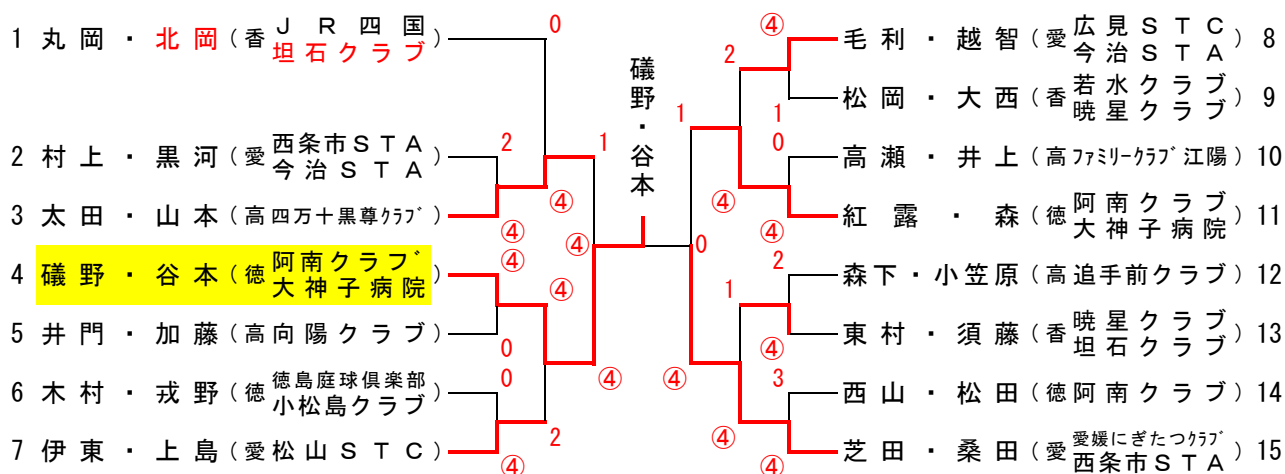 1 丸岡・北岡（香 ＪＲ四国 坦石クラブ）
2 村上・黒河（愛 西条市ＳＴＡ 今治ＳＴＡ）
3 太田・山本（高 四万十黒尊ｸﾗﾌﾞ）
4 礒野・谷本（徳 阿南クラブ 大神子病院）
5 井門・加藤（高 向陽クラブ）
6 木村・戎野（徳 徳島庭球倶楽部 小松島クラブ）
7 伊東・上島（愛 松山ＳＴＣ）
0
2
④
④
0
0
④
④
④
2
1
④
④
礒野・谷本
0
1
④
2
④
1
④
④
1
0
④
2
④
3
④
毛利・越智（愛 広見ＳＴＣ 今治ＳＴＡ）8
松岡・大西（香 若水クラブ 暁星クラブ）9
高瀬・井上（高 ﾌｧﾐﾘｰｸﾗﾌﾞ江陽）10
紅露・森（徳 阿南クラブ 大神子病院）11
森下・小笠原（高 追手前クラブ）12
東村・須藤（香 暁星クラブ 坦石クラブ）13
西山・松田（徳 阿南クラブ）14
芝田・桑田（愛 愛媛にぎたつｸﾗﾌﾞ 西条市ＳＴＡ）15